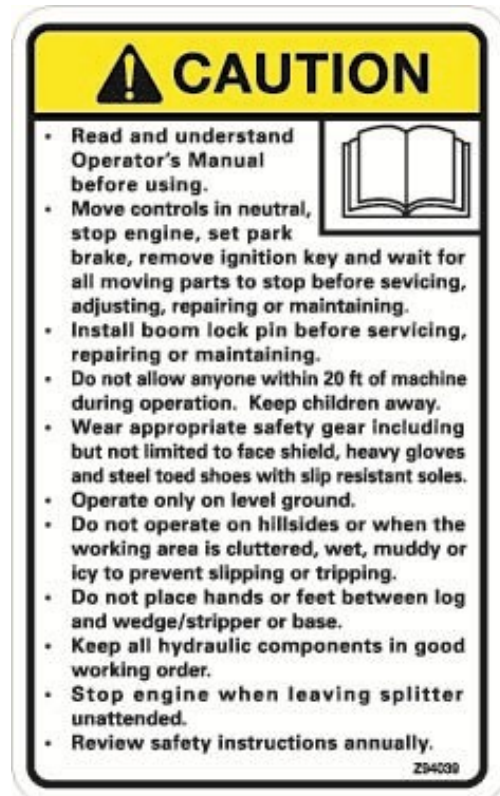 CAUTION
· Read and understand
Operator's Manual
before using.
· Move controls in neutral,
stop engine, set park
brake, remove ignition key and wait for
all moving parts to stop before sevicing,
adjusting, repairing or maintaining.
· Install boom lock pin before servicing,
repairing or maintaining.
· Do not allow anyone within 20 ft of machine
during operation. Keep children away.
· Wear appropriate safety gear including
but not limited to face shield, heavy gloves
and steel toed shoes with slip resistant soles.
· Operate only on level ground.
· Do not operate on hillsides or when the
working area is cluttered, wet, muddy or
icy to prevent slipping or tripping.
· Do not place hands or feet between log
and wedge/stripper or base.
· Keep all hydraulic components in good
working order.
· Stop engine when leaving splitter
unattended.
· Review safety instructions annually.
Z94039